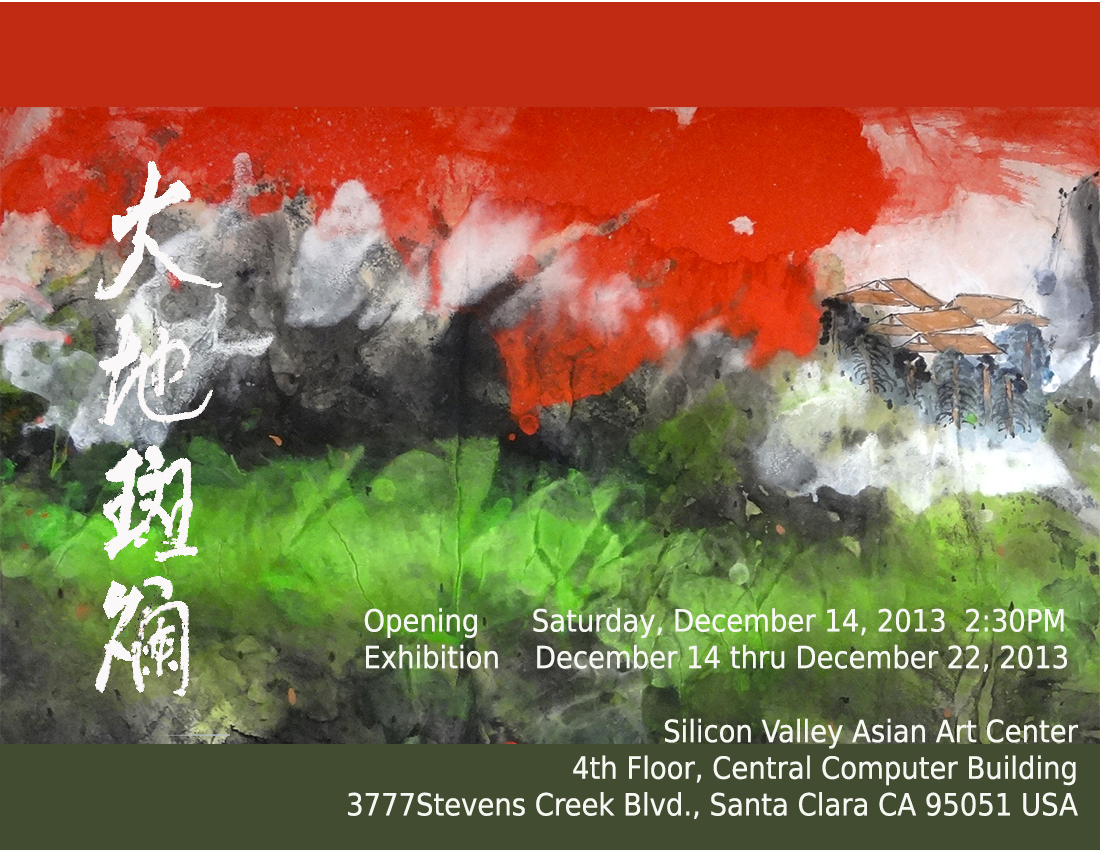 大地斑斕
Opening Saturday, December 14, 2013 2:30PM
Exhibition December 14 thru December 22, 2013
Silicon Valley Asian Art Center
4th Floor, Central Computer Building
3777Stevens Creek Blvd., Santa Clara CA 95051 USA